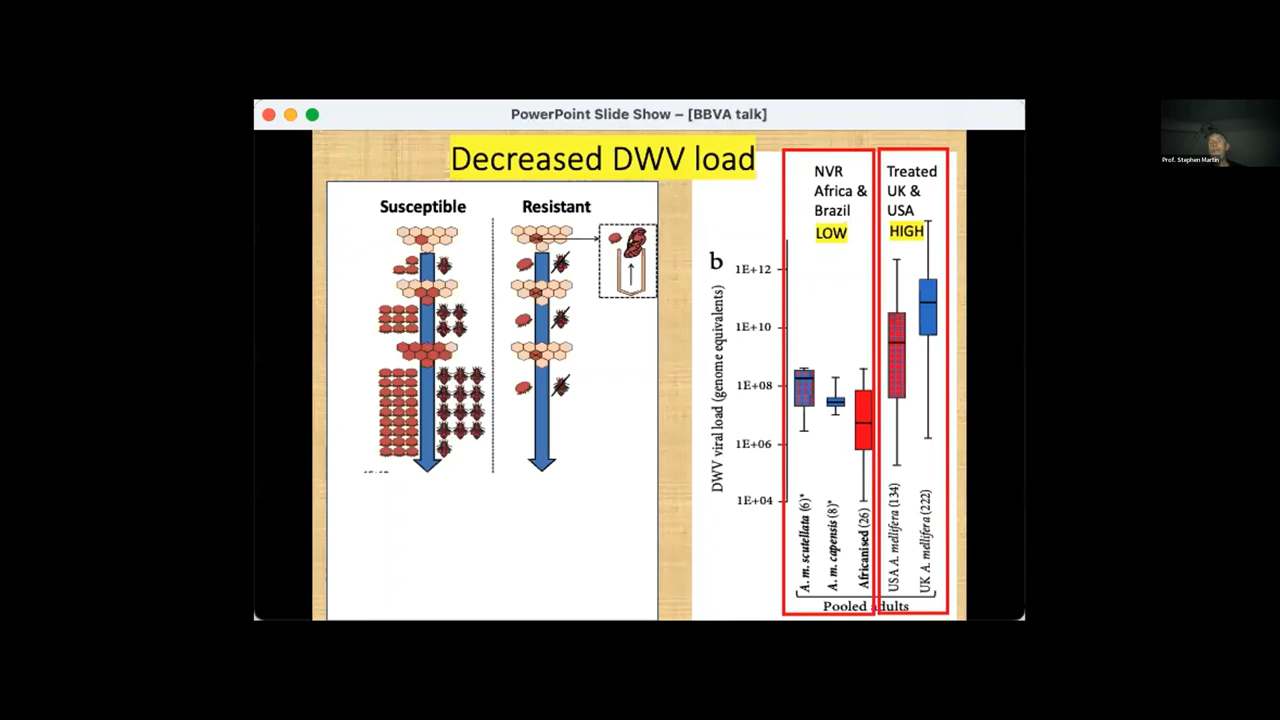 PowerPoint Slide Show – [BBVA talk]
Prof. Stephen Martin
Decreased DWV load
Susceptible
Resistant
NVR
Africa &
Brazil
LOW
Treated
UK &
USA
HIGH
b
DWV viral load (genome equivalents)
1E+12
1E+10
1E+08
1E+06
1E+04
A. m. scutellata (6)*
A. m. capensis (8)*
Africanised (26)
USA A. mellifera (134)
UK A. mellifera (222)
Pooled adults